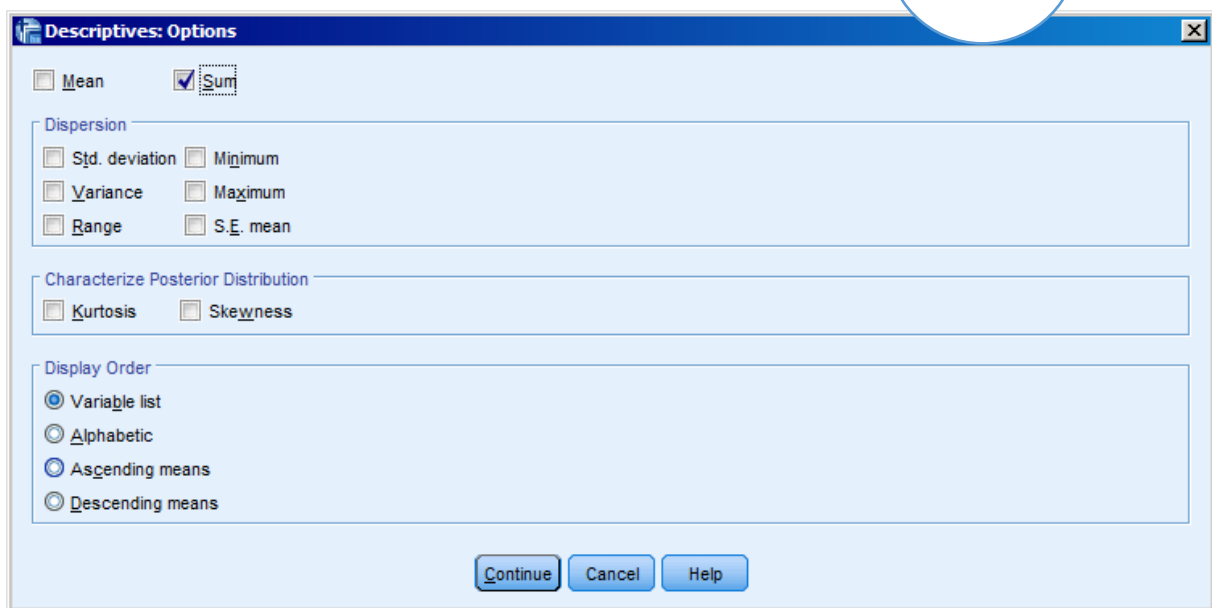 Descriptives: Options
Mean Sum
Dispersion
Std. deviation Minimum
Variance Maximum
Range S.E. mean
Characterize Posterior Distribution
Kurtosis Skewness
Display Order
Variable list
Alphabetic
Ascending means
Descending means
Continue Cancel Help